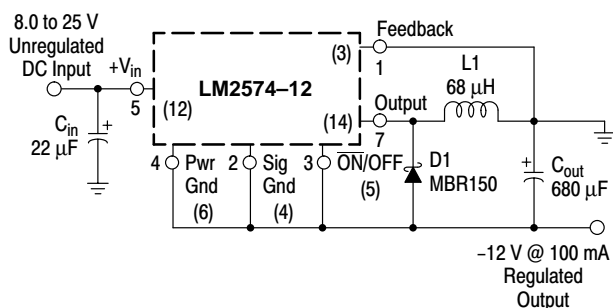 8.0 to 25 V
Unregulated
DC Input
+Vin
5
(12)
Cin
22 µF
+
LM2574–12
(3)
Feedback
1
(14)
Output
7
L1
68 µH
4
Pwr
Gnd
(6)
2
Sig
Gnd
(4)
3
ON/OFF
(5)
D1
MBR150
+
Cout
680 µF
–12 V @ 100 mA
Regulated
Output